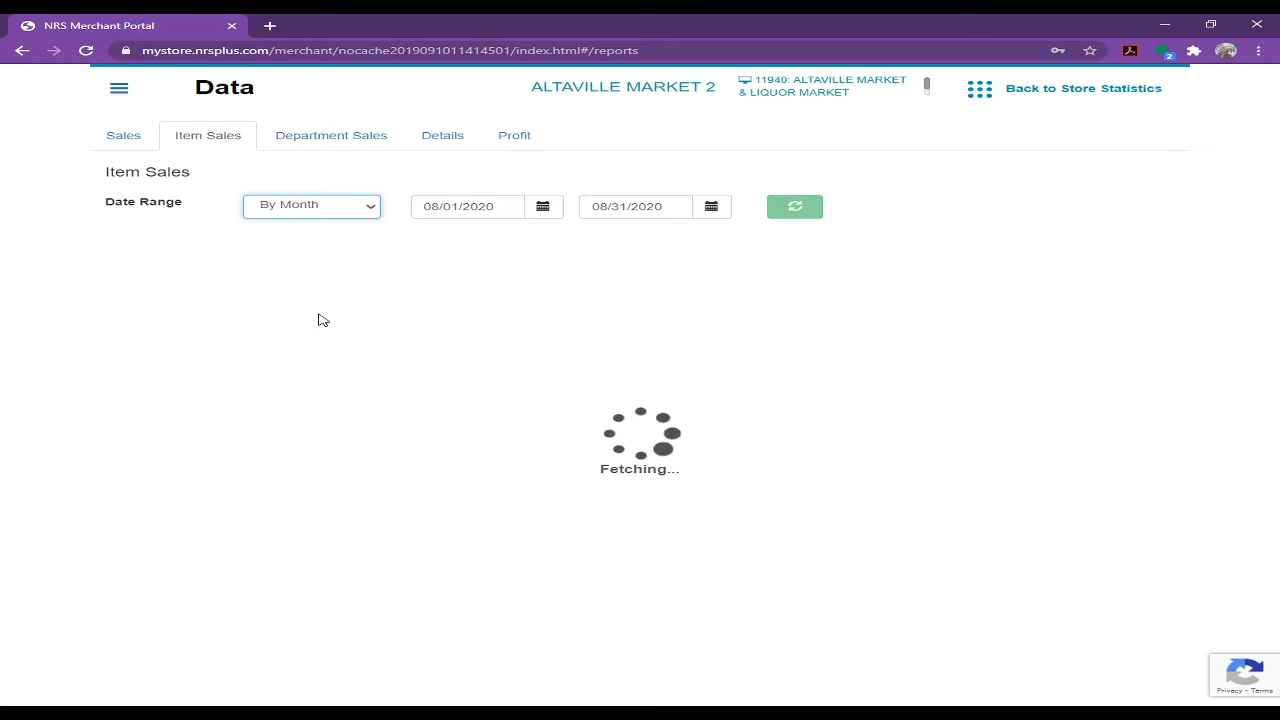 NRS Merchant Portal
mystore.nrsplus.com/merchant/nocache2019091011414501/index.html#/reports
2
Data
ALTAVILLE MARKET 2
11940: ALTAVILLE MARKET
& LIQUOR MARKET
Back to Store Statistics
Sales
Item Sales
Department Sales
Details
Profit
Item Sales
Date Range
By Month
08/01/2020
08/31/2020
Fetching...
Privacy - Terms